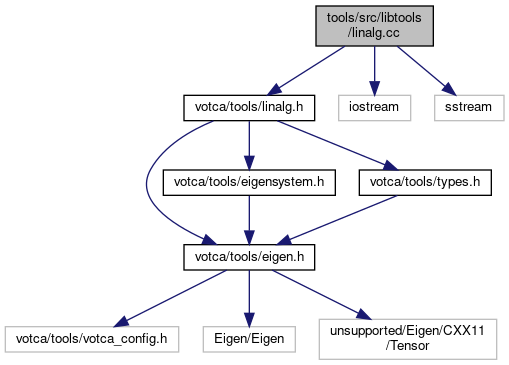 tools/src/libtools
/linalg.cc
votca/tools/linalg.h
iostream
sstream
votca/tools/eigensystem.h
votca/tools/types.h
votca/tools/eigen.h
votca/tools/votca_config.h
Eigen/Eigen
unsupported/Eigen/CXX11
/Tensor